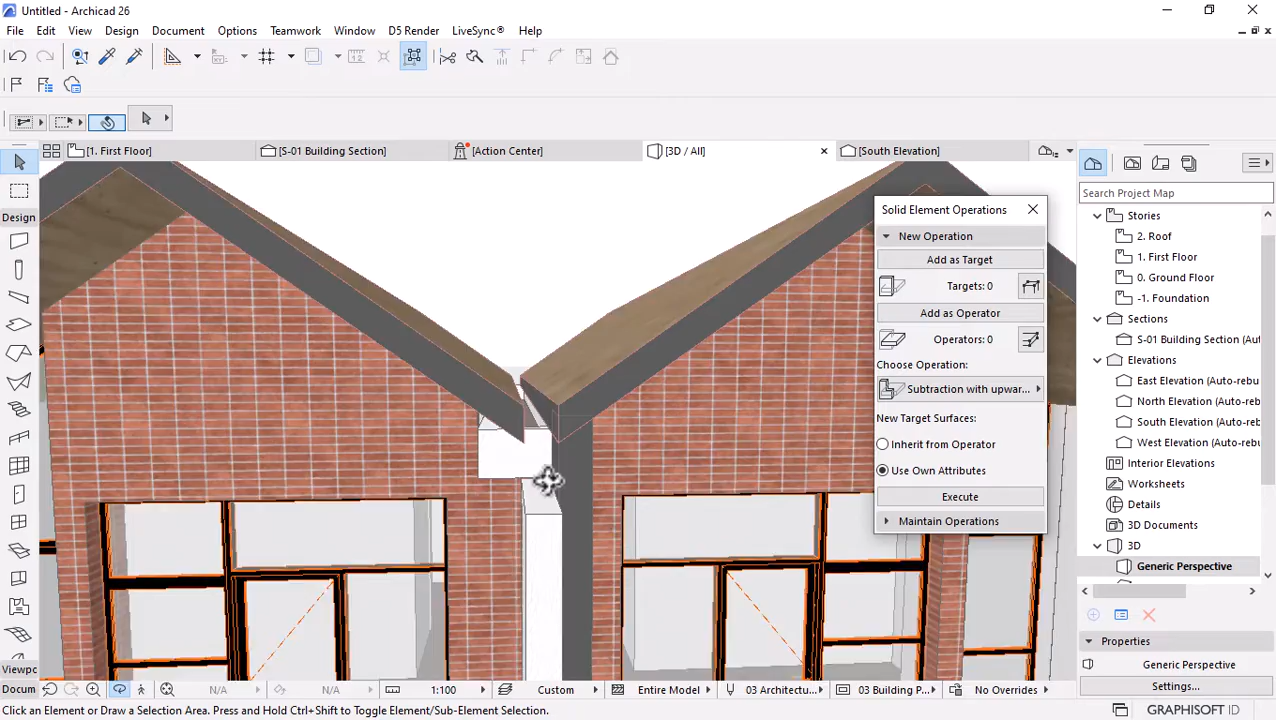 Untitled - Archicad 26
File Edit View Design Document Options Teamwork Window D5 Render LiveSync® Help
[1. First Floor] [S-01 Building Section] [Action Center] [3D / All] [South Elevation]
Search Project Map
Design
Solid Element Operations
New Operation
Add as Target
Targets: 0
Add as Operator
Operators: 0
Choose Operation:
Subtraction with upwar...
New Target Surfaces:
Inherit from Operator
Use Own Attributes
Execute
Maintain Operations
Stories
2. Roof
1. First Floor
0. Ground Floor
-1. Foundation
Sections
S-01 Building Section (Aut
Elevations
East Elevation (Auto-rebu
North Elevation (Auto-reb
South Elevation (Auto-reb
West Elevation (Auto-rebu
Interior Elevations
Worksheets
Details
3D Documents
3D
Generic Perspective
Properties
Generic Perspective
Settings...
Viewpc
Docum
N/A N/A 1:100 Custom Entire Model 03 Architectu... 03 Building P... No Overrides
Click an Element or Draw a Selection Area. Press and Hold Ctrl+Shift to Toggle Element/Sub-Element Selection.
GRAPHISOFT ID